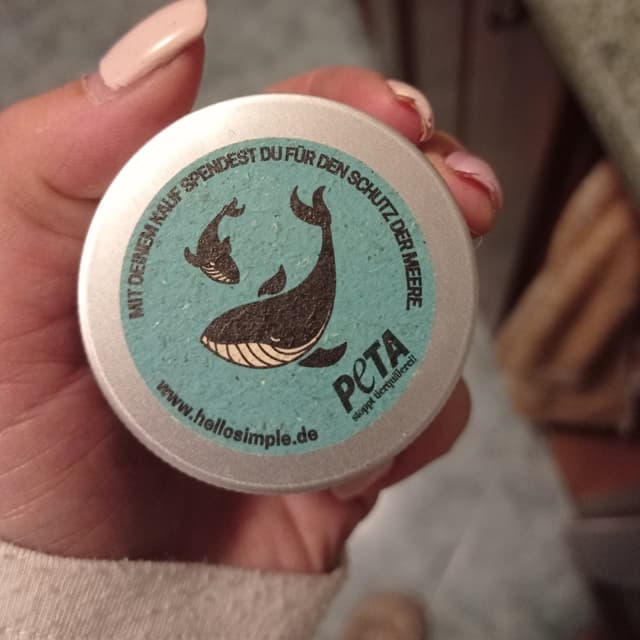 MIT DEINEM KAUF SPENDEST DU FÜR DEN SCHUTZ DER MEERE
PeTA
stoppt tierquälerei!
www.hellosimple.de